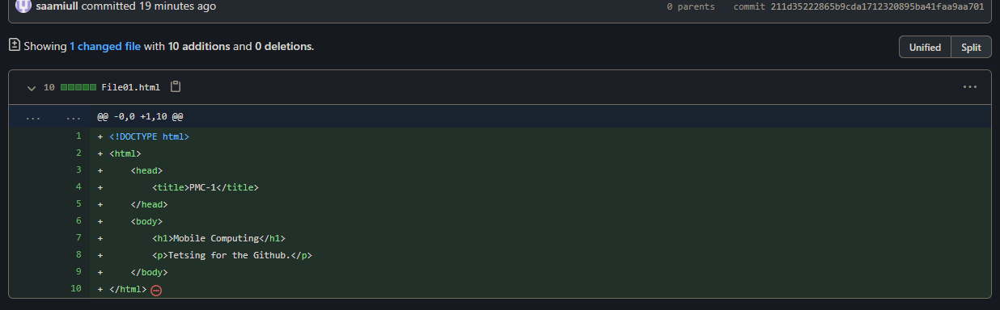 saamiull committed 19 minutes ago 0 parents commit 211d35222865b9cda1712320895ba41faa9aa701
Showing 1 changed file with 10 additions and 0 deletions. Unified Split
10 File01.html ...
... ... @@ -0,0 +1,10 @@
1 + <!DOCTYPE html>
2 + <html>
3 +     <head>
4 +         <title>PMC-1</title>
5 +     </head>
6 +     <body>
7 +         <h1>Mobile Computing</h1>
8 +         <p>Tetsing for the Github.</p>
9 +     </body>
10 + </html>